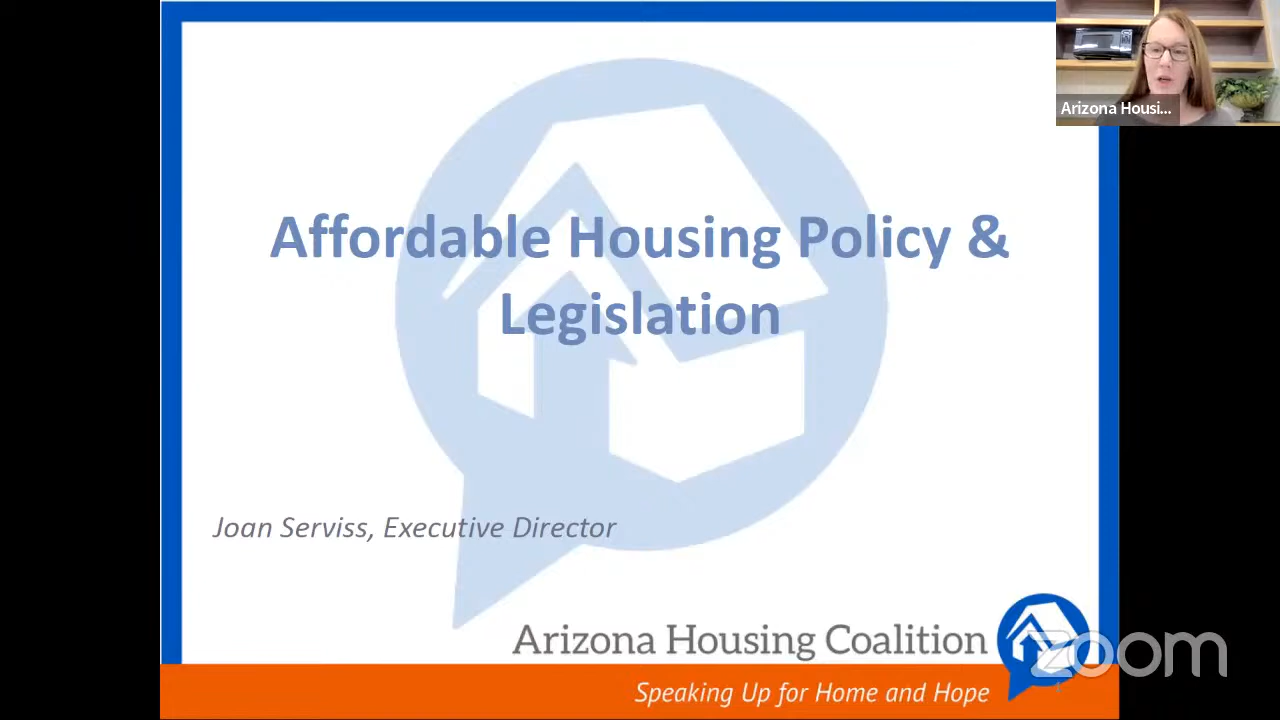 Arizona Housi...
Affordable Housing Policy &
Legislation
Joan Serviss, Executive Director
Arizona Housing Coalition
zoom
Speaking Up for Home and Hope